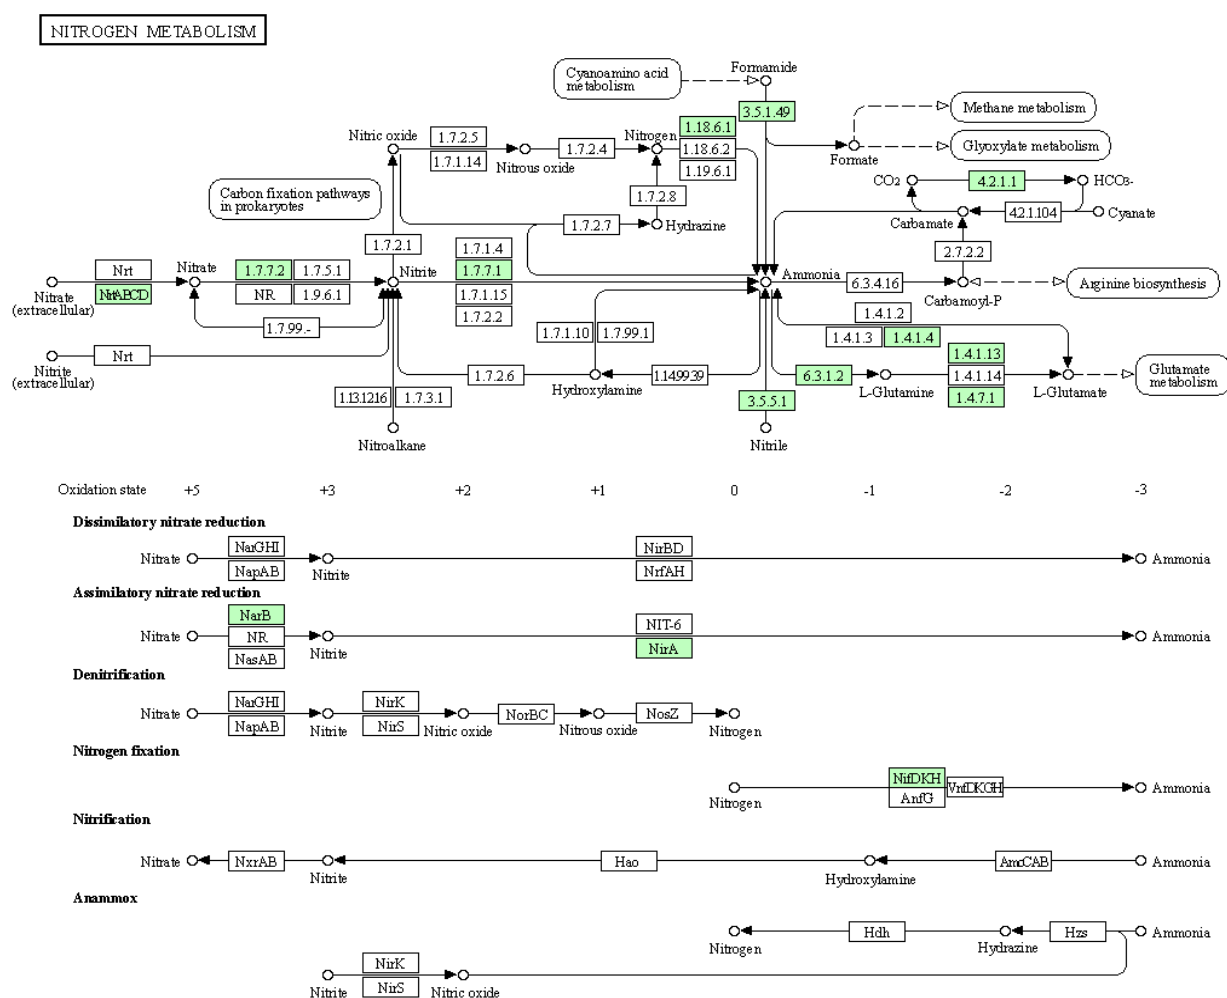 NITROGEN METABOLISM
Cyanoamino acid
metabolism
Formamide
3.5.1.49
Methane metabolism
Glyoxylate metabolism
Formate
Nitric oxide
1.7.2.5
1.7.1.14
Nitrous oxide
1.7.2.4
Nitrogen
1.18.6.1
1.18.6.2
1.19.6.1
CO2
4.2.1.1
HCO3-
Carbon fixation pathways
in prokaryotes
1.7.2.8
1.7.2.7
Hydrazine
Carbamate
4.2.1.104
Cyanate
1.7.2.1
2.7.2.2
Nrt
NrtABCD
Nitrate
(extracellular)
Nitrate
1.7.7.2
1.7.5.1
NR
1.9.6.1
1.7.99.-
Nitrite
1.7.1.4
1.7.7.1
1.7.1.15
1.7.2.2
Ammonia
6.3.4.16
Carbamoyl-P
Arginine biosynthesis
Nrt
Nitrite
(extracellular)
1.7.1.10
1.7.99.1
1.4.1.2
1.4.1.3
1.4.1.4
1.7.2.6
Hydroxylamine
1.14.99.39
6.3.1.2
L-Glutamine
1.4.1.13
1.4.1.14
1.4.7.1
L-Glutamate
Glutamate
metabolism
1.13.12.16
1.7.3.1
3.5.5.1
Nitroalkane
Nitrile
Oxidation state +5 +3 +2 +1 0 -1 -2 -3
Dissimilatory nitrate reduction
Nitrate
NarGHI
NapAB
Nitrite
NirBD
NrfAH
Ammonia
Assimilatory nitrate reduction
Nitrate
NarB
NR
NasAB
Nitrite
NIT-6
NirA
Ammonia
Denitrification
Nitrate
NarGHI
NapAB
Nitrite
NirK
NirS
Nitric oxide
NorBC
Nitrous oxide
NosZ
Nitrogen
Nitrogen fixation
Nitrogen
NifDKH
AnfG
VnfDKGH
Ammonia
Nitrification
Nitrate
NxrAB
Nitrite
Hao
Hydroxylamine
AmoCAB
Ammonia
Anammox
Nitrogen
Hdh
Hydrazine
Hzs
Ammonia
Nitrite
NirK
NirS
Nitric oxide